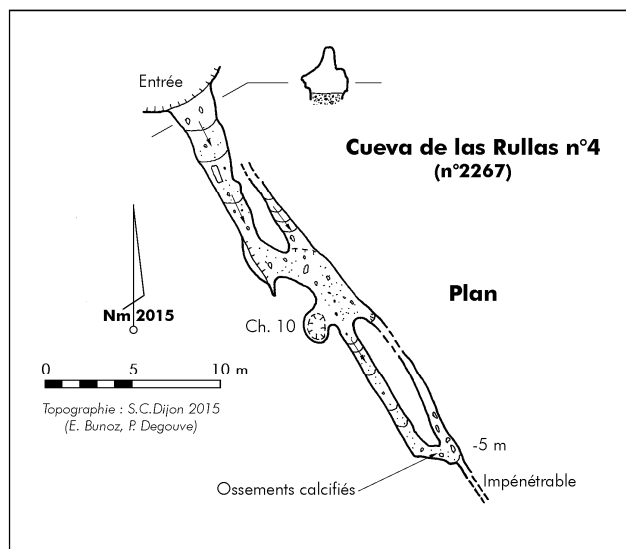 Entrée
Cueva de las Rullas n°4
(n°2267)
Plan
Nm 2015
Ch. 10
0 5 10 m
Topographie : S.C.Dijon 2015
(E. Bunoz, P. Degouve)
-5 m
Impénétrable
Ossements calcifiés